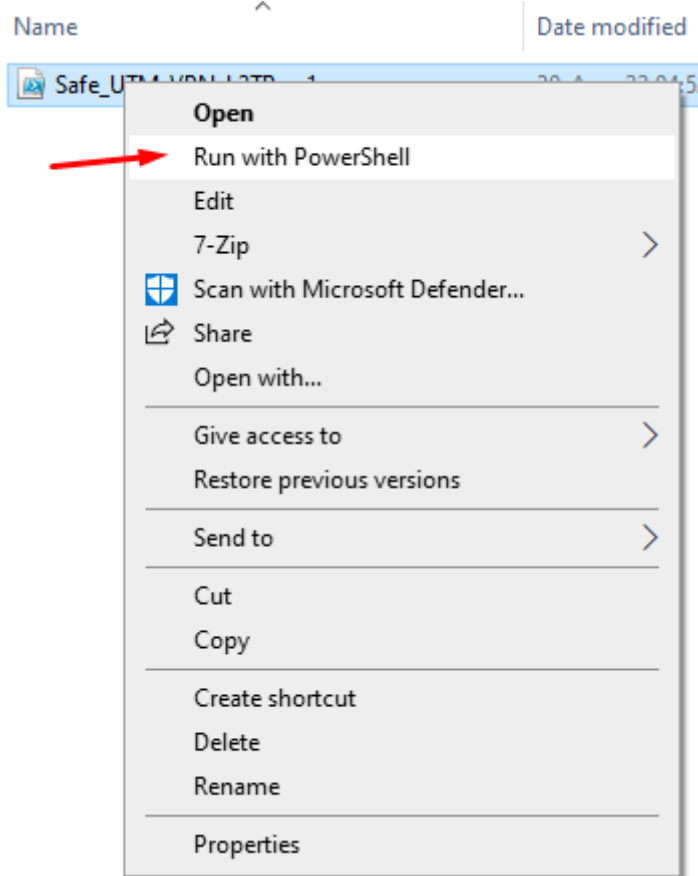 Name Date modified
Open
Run with PowerShell
Edit
7-Zip
Scan with Microsoft Defender...
Share
Open with...
Give access to
Restore previous versions
Send to
Cut
Copy
Create shortcut
Delete
Rename
Properties